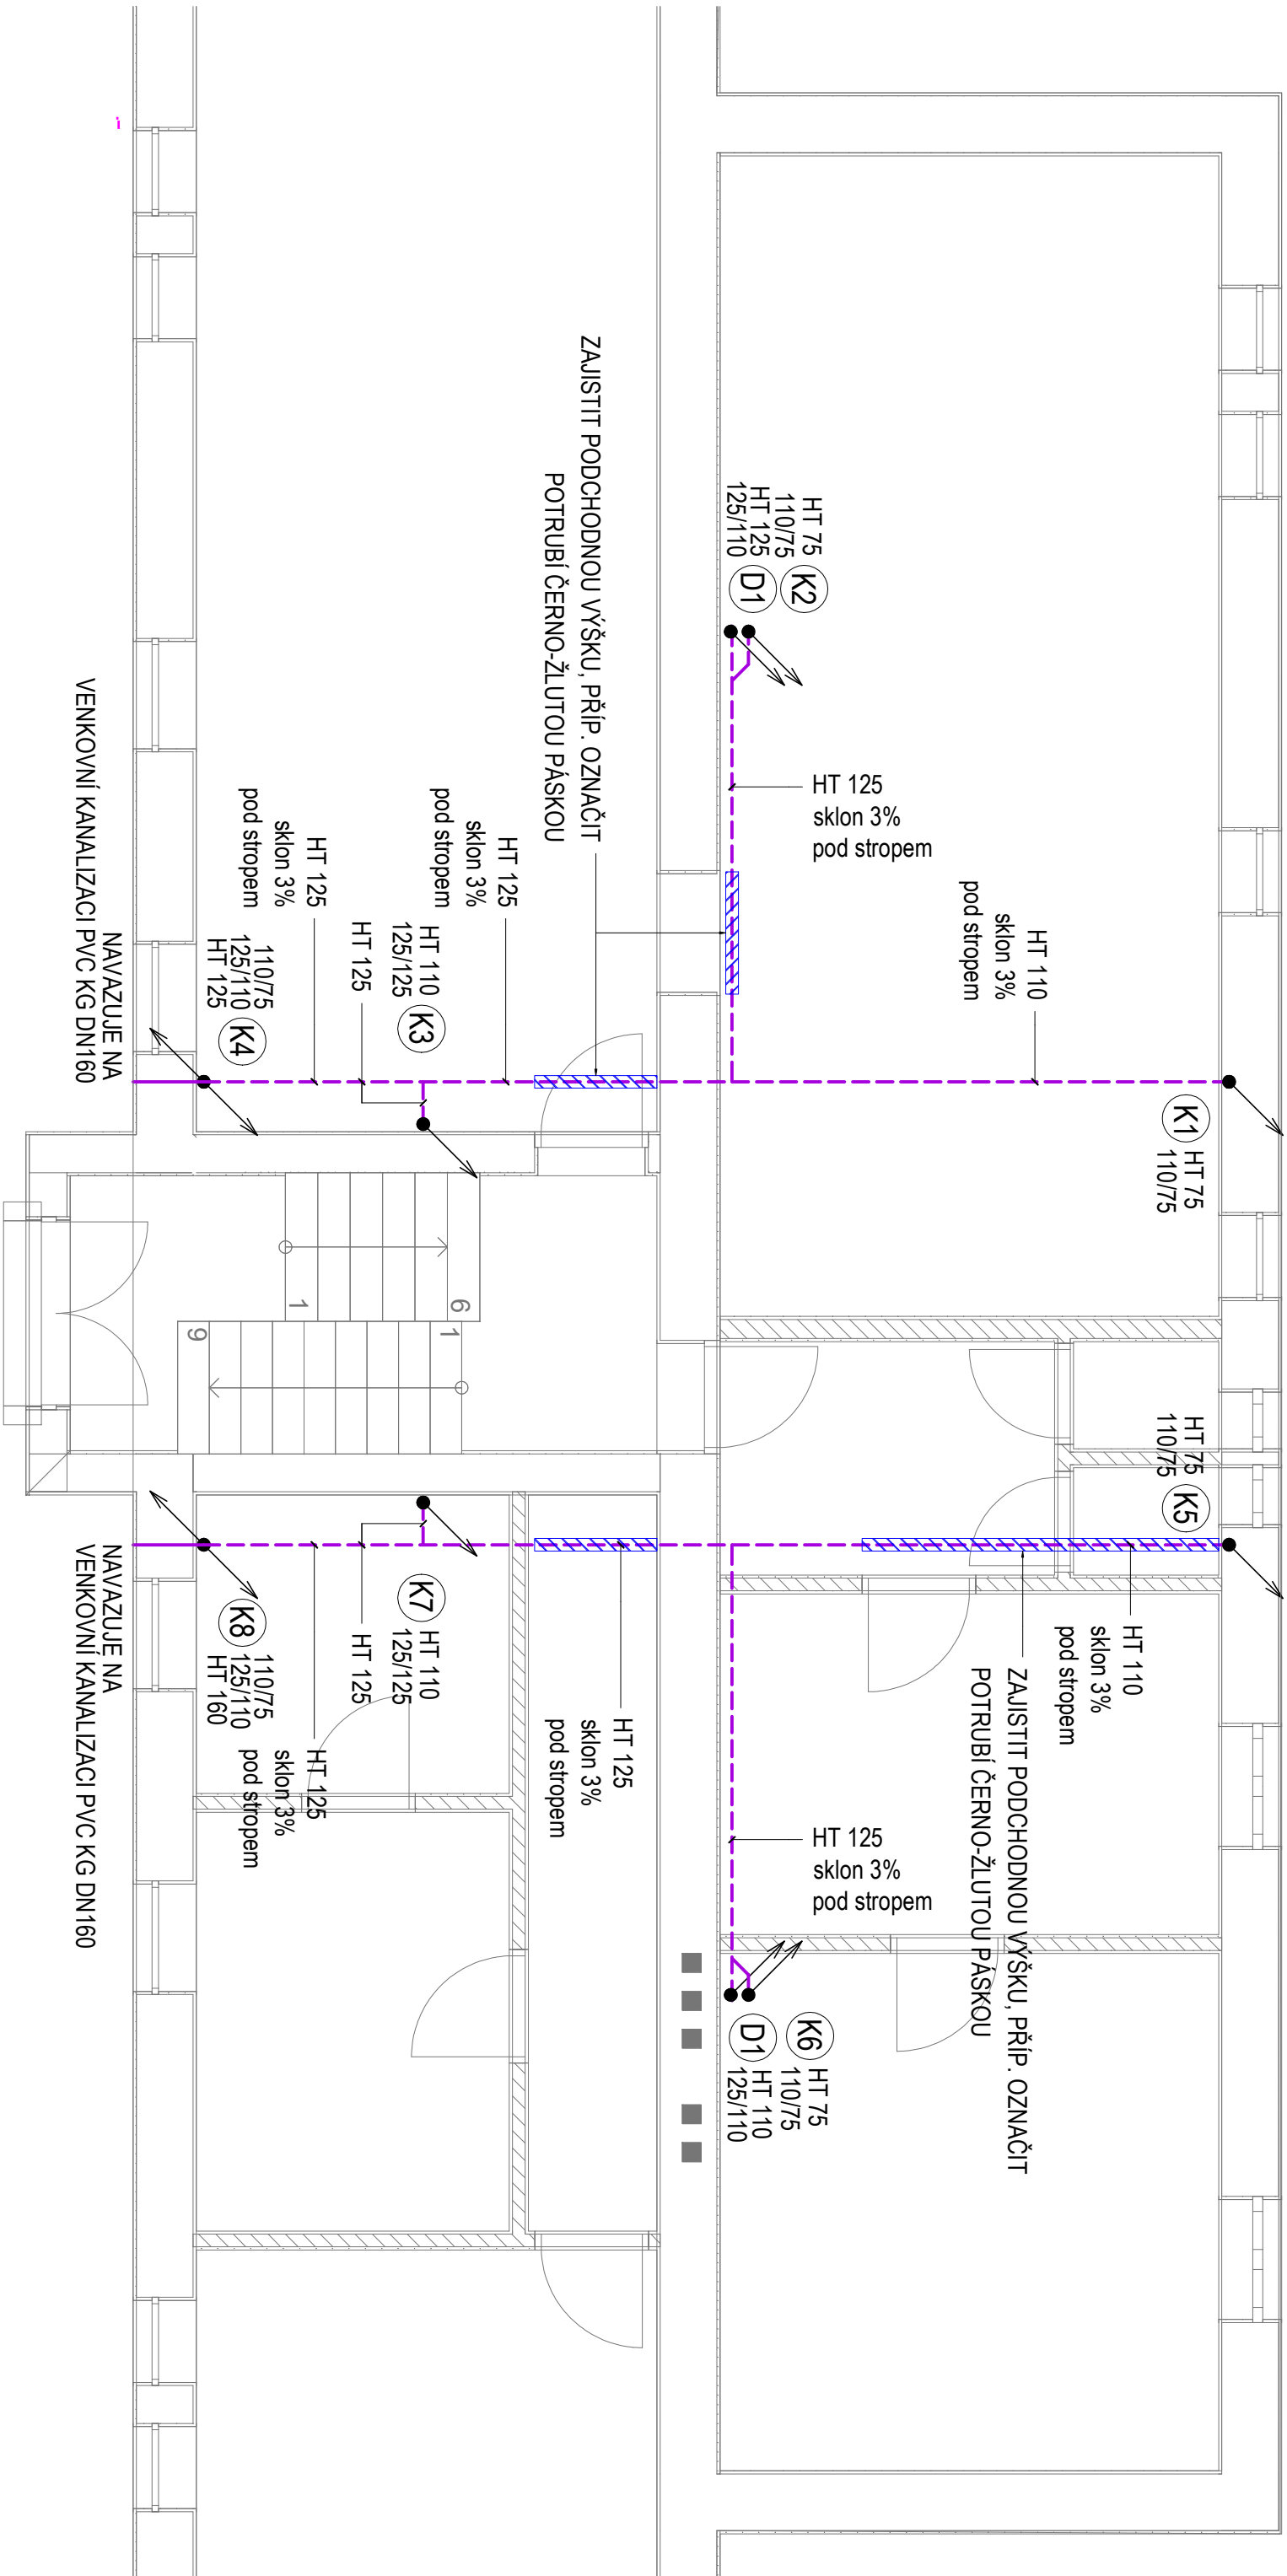 K1
HT 75
110/75
HT 110
sklon 3%
pod stropem
HT 75
110/75
K5
HT 110
sklon 3%
pod stropem
ZAJISTIT PODCHODNOU VÝŠKU, PŘÍP. OZNAČIT
POTRUBÍ ČERNO-ŽLUTOU PÁSKOU
HT 125
sklon 3%
pod stropem
HT 125
sklon 3%
pod stropem
HT 75
110/75
K2
HT 125
125/110
D1
K6
HT 75
110/75
D1
HT 110
125/110
ZAJISTIT PODCHODNOU VÝŠKU, PŘÍP. OZNAČIT
POTRUBÍ ČERNO-ŽLUTOU PÁSKOU
HT 125
sklon 3%
pod stropem
HT 125
sklon 3%
pod stropem
HT 110
125/125
K3
HT 125
K7
HT 110
125/125
HT 125
6
1
1
9
HT 125
sklon 3%
pod stropem
HT 125
sklon 3%
pod stropem
110/75
125/110
HT 125
K4
K8
110/75
125/110
HT 160
NAVAZUJE NA
VENKOVNÍ KANALIZACI PVC KG DN160
NAVAZUJE NA
VENKOVNÍ KANALIZACI PVC KG DN160